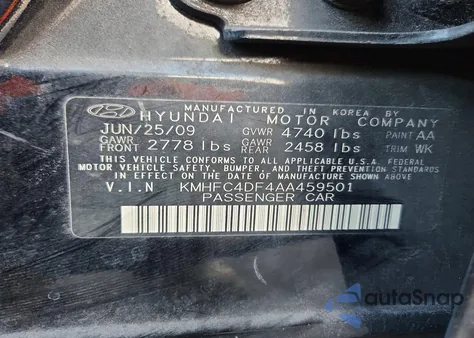 MANUFACTURED IN KOREA BY
HYUNDAI MOTOR COMPANY
JUN/25/09 GVWR 4740 lbs PAINT AA
GAWR FRONT 2778 lbs GAWR REAR 2458 lbs TRIM WK
THIS VEHICLE CONFORMS TO ALL APPLICABLE U.S.A. FEDERAL
MOTOR VEHICLE SAFETY, BUMPER, AND THEFT PREVENTION STANDARDS
IN EFFECT ON THE DATE OF MANUFACTURE SHOWN ABOVE.
V.I.N KMHFC4DF4AA459501
PASSENGER CAR
autoSnap